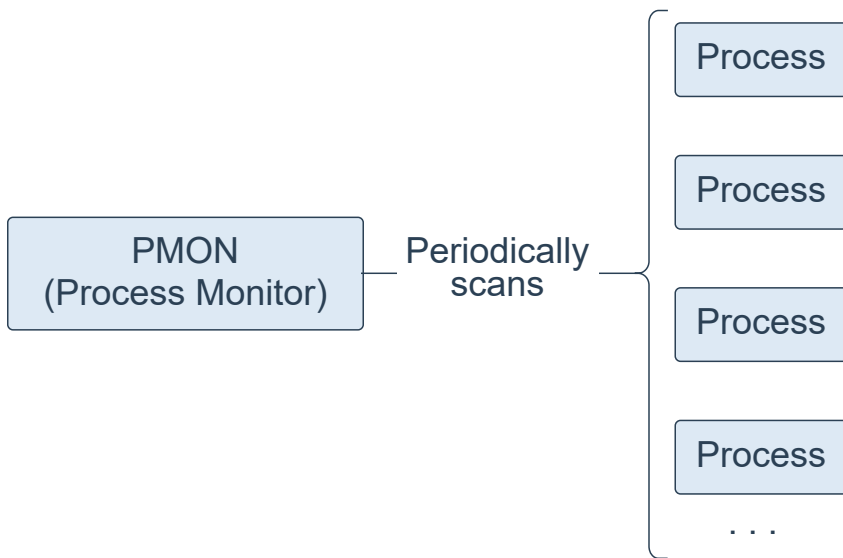 Process
Process
PMON
(Process Monitor)
Periodically
scans
Process
Process
. . .